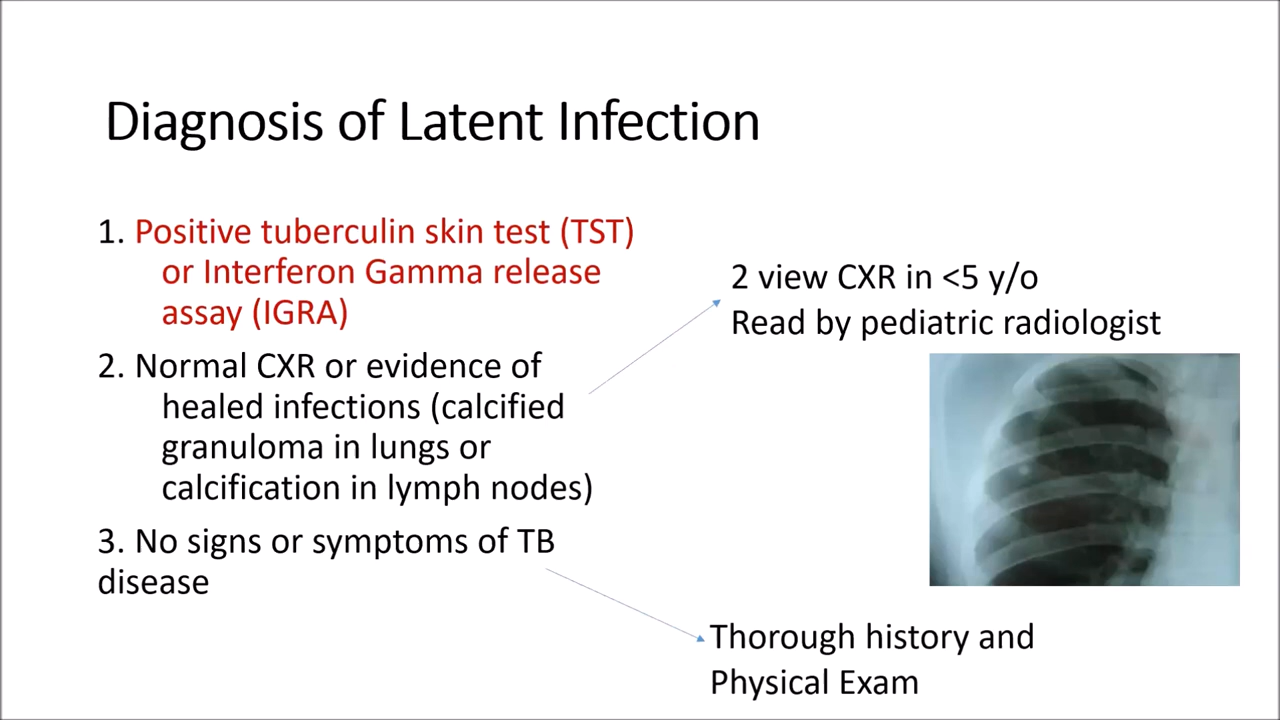 Diagnosis of Latent Infection
1. Positive tuberculin skin test (TST)
or Interferon Gamma release
assay (IGRA)
2. Normal CXR or evidence of
healed infections (calcified
granuloma in lungs or
calcification in lymph nodes)
3. No signs or symptoms of TB
disease
2 view CXR in <5 y/o
Read by pediatric radiologist
Thorough history and
Physical Exam